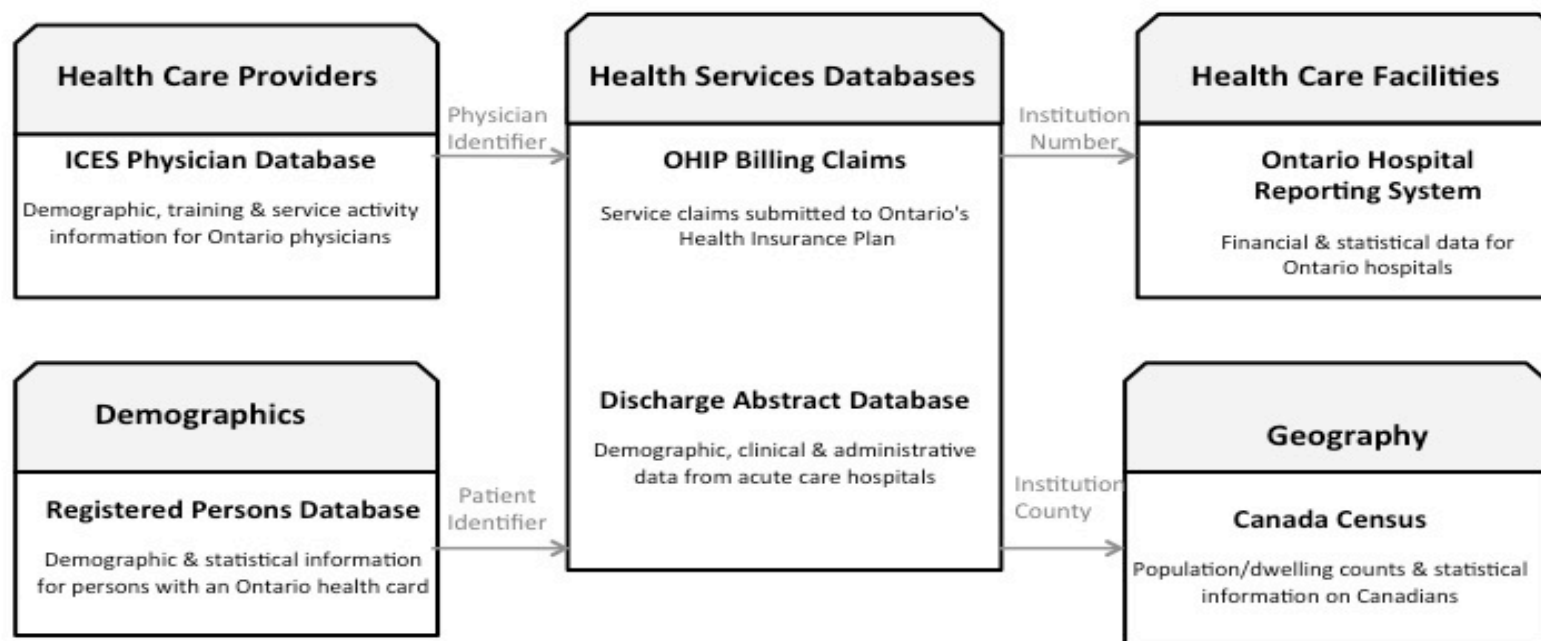 Health Care Providers
ICES Physician Database
Demographic, training & service activity
information for Ontario physicians
Physician
Identifier
Health Services Databases
OHIP Billing Claims
Service claims submitted to Ontario's
Health Insurance Plan
Discharge Abstract Database
Demographic, clinical & administrative
data from acute care hospitals
Institution
Number
Health Care Facilities
Ontario Hospital
Reporting System
Financial & statistical data for
Ontario hospitals
Demographics
Registered Persons Database
Demographic & statistical information
for persons with an Ontario health card
Patient
Identifier
Institution
County
Geography
Canada Census
Population/dwelling counts & statistical
information on Canadians